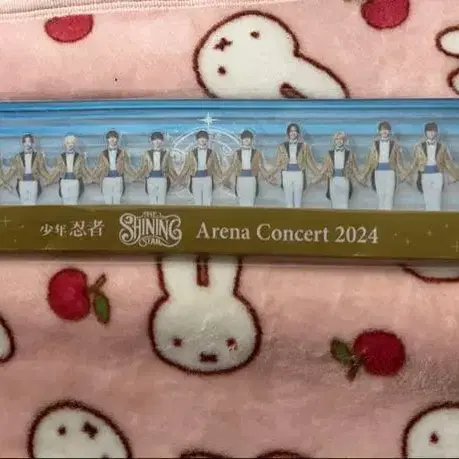 少年忍者 THE SHINING STAR Arena Concert 2024